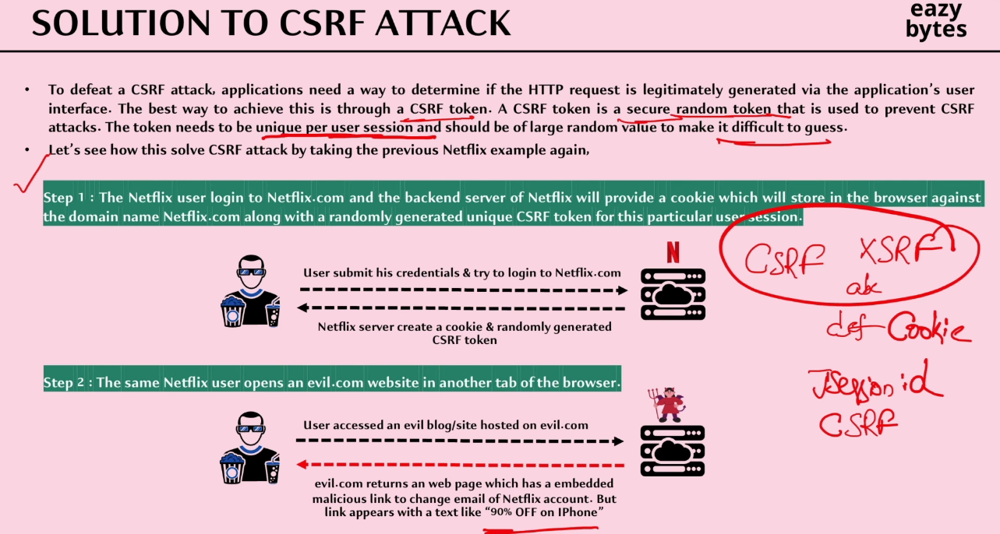 SOLUTION TO CSRF ATTACK
eazy
bytes
• To defeat a CSRF attack, applications need a way to determine if the HTTP request is legitimately generated via the application's user
interface. The best way to achieve this is through a CSRF token. A CSRF token is a secure random token that is used to prevent CSRF
attacks. The token needs to be unique per user session and should be of large random value to make it difficult to guess.
• Let's see how this solve CSRF attack by taking the previous Netflix example again,
Step 1 : The Netflix user login to Netflix.com and the backend server of Netflix will provide a cookie which will store in the browser against
the domain name Netflix.com along with a randomly generated unique CSRF token for this particular user session.
N
User submit his credentials & try to login to Netflix.com
Netflix server create a cookie & randomly generated
CSRF token
CSRF XSRF
abc
def - Cookie
Jsession id
CSRF
Step 2 : The same Netflix user opens an evil.com website in another tab of the browser.
User accessed an evil blog/site hosted on evil.com
evil.com returns an web page which has a embedded
malicious link to change email of Netflix account. But
link appears with a text like "90% OFF on IPhone"